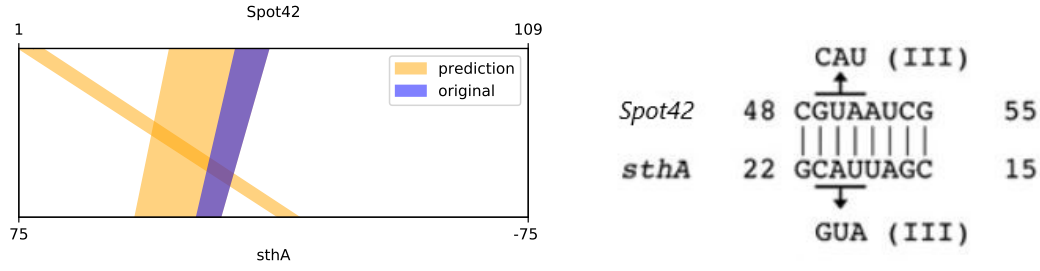 Spot42
1 109
prediction
original
75 -75
sthA
CAU (III)
Spot42 48 CGUAAUCG 55
sthA 22 GCAUUAGC 15
GUA (III)